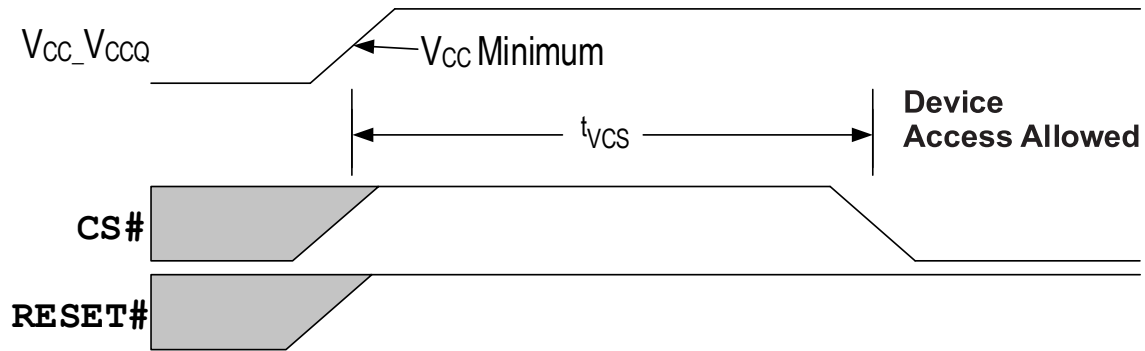 VCC_VCCQ
VCC Minimum
tVCS
Device
Access Allowed
CS#
RESET#